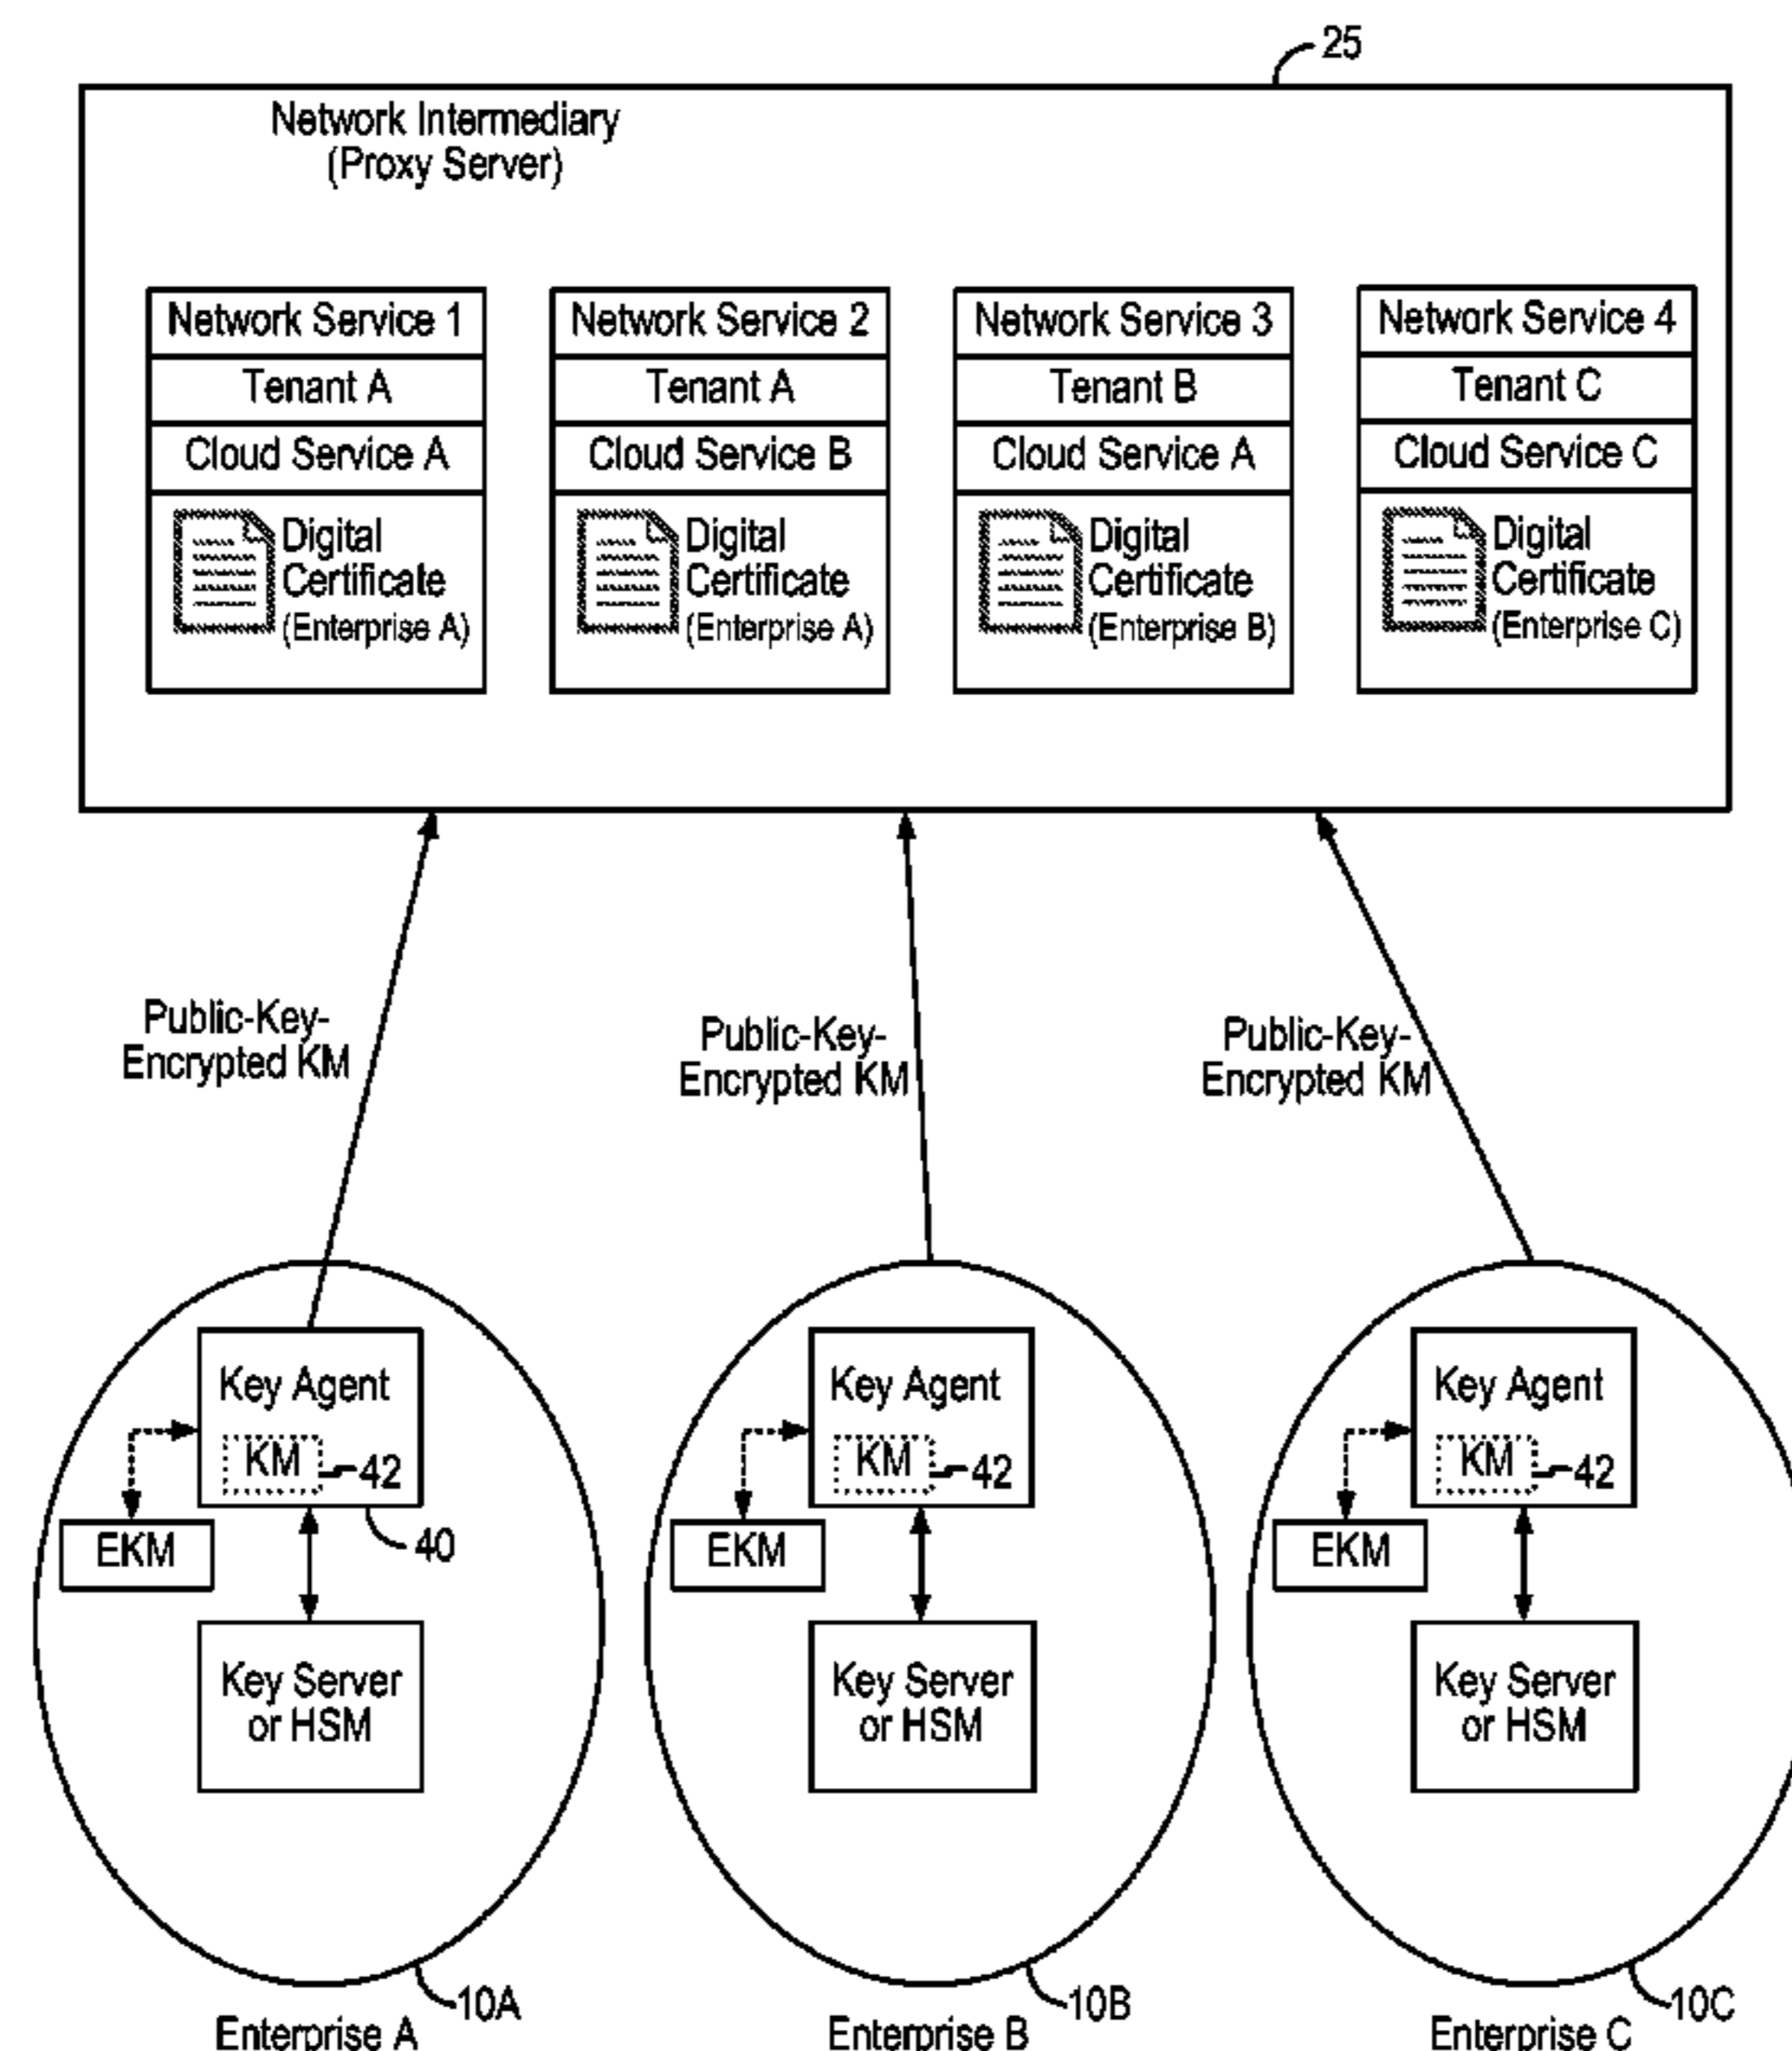 25
Network Intermediary
(Proxy Server)
Network Service 1
Tenant A
Cloud Service A
Digital
Certificate
(Enterprise A)
Network Service 2
Tenant A
Cloud Service B
Digital
Certificate
(Enterprise A)
Network Service 3
Tenant B
Cloud Service A
Digital
Certificate
(Enterprise B)
Network Service 4
Tenant C
Cloud Service C
Digital
Certificate
(Enterprise C)
Public-Key-
Encrypted KM
Public-Key-
Encrypted KM
Public-Key-
Encrypted KM
Key Agent
KM
42
EKM
40
Key Server
or HSM
10A
Enterprise A
Key Agent
KM
42
EKM
Key Server
or HSM
10B
Enterprise B
Key Agent
KM
42
EKM
Key Server
or HSM
10C
Enterprise C